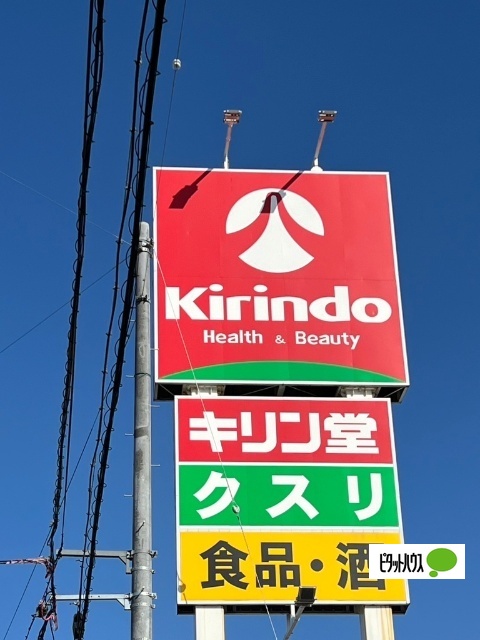 Kirindo
Health & Beauty
キリン堂
クスリ
食品・酒
ピタットハウス